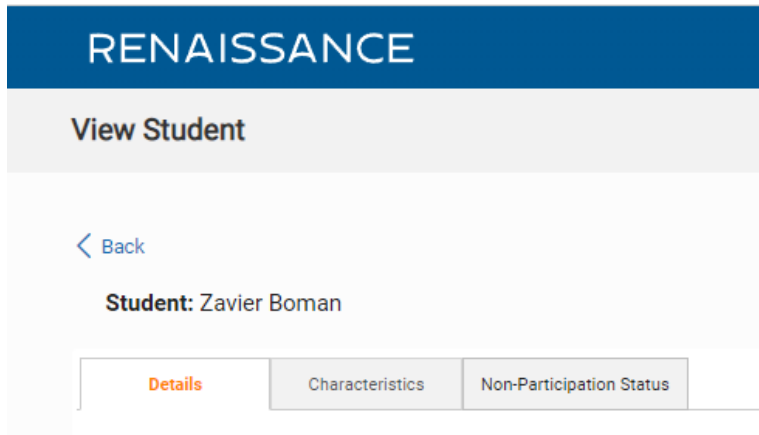 RENAISSANCE
View Student
Back
Student: Zavier Boman
Details Characteristics Non-Participation Status